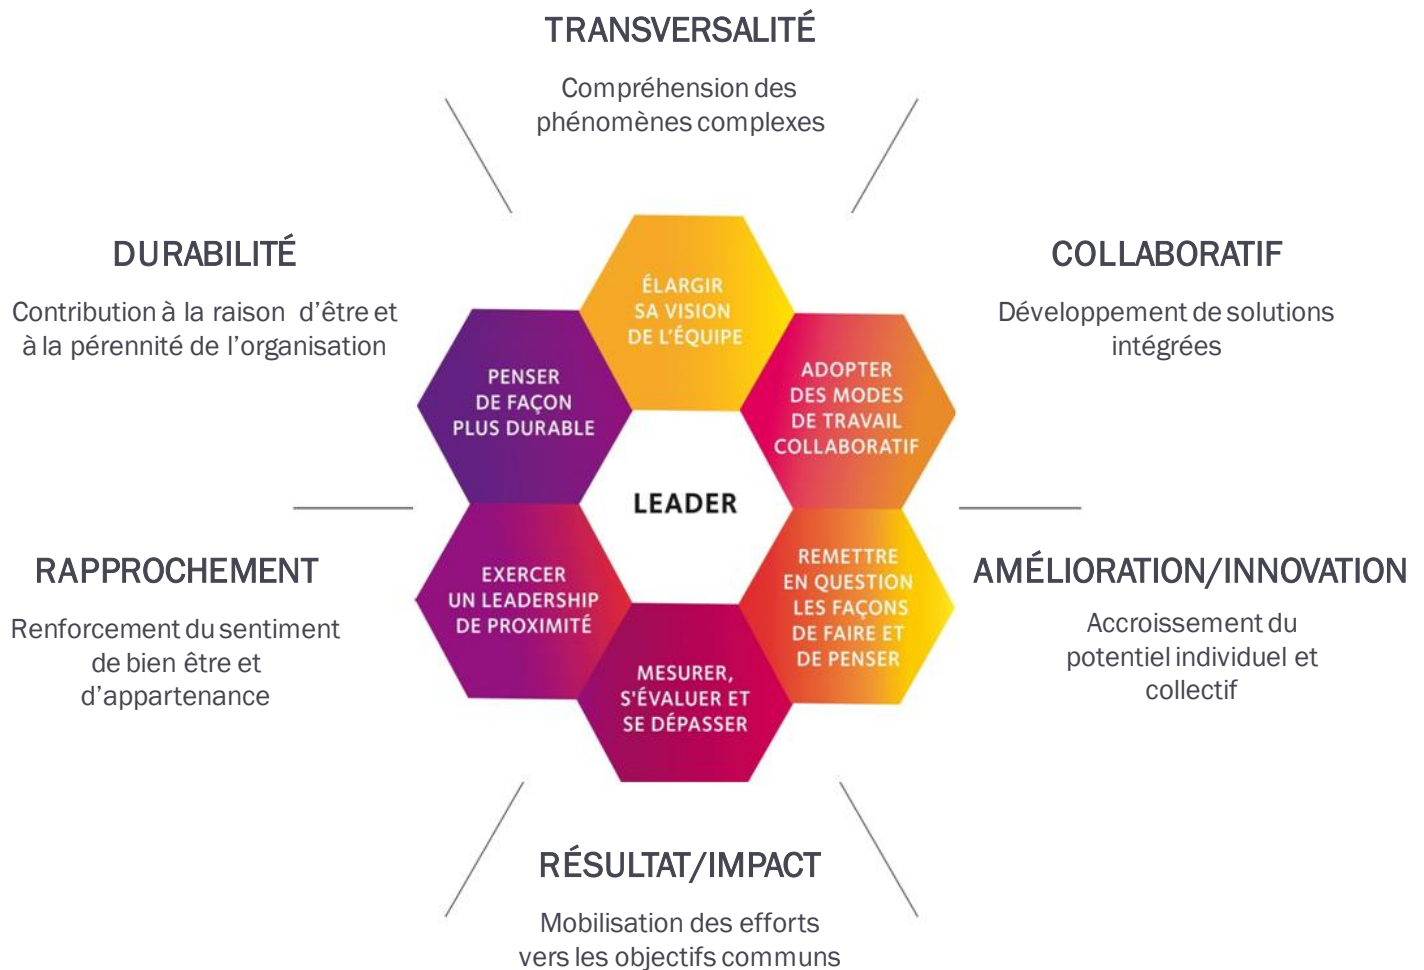 TRANSVERSALITÉ
Compréhension des
phénomènes complexes
DURABILITÉ
Contribution à la raison d’être et
à la pérennité de l’organisation
COLLABORATIF
Développement de solutions
intégrées
ÉLARGIR
SA VISION
DE L’ÉQUIPE
PENSER
DE FAÇON
PLUS DURABLE
ADOPTER
DES MODES
DE TRAVAIL
COLLABORATIF
LEADER
RAPPROCHEMENT
Renforcement du sentiment
de bien être et
d’appartenance
EXERCER
UN LEADERSHIP
DE PROXIMITÉ
REMETTRE
EN QUESTION
LES FAÇONS
DE FAIRE ET
DE PENSER
AMÉLIORATION/INNOVATION
Accroissement du
potentiel individuel et
collectif
MESURER,
S'ÉVALUER ET
SE DÉPASSER
RÉSULTAT/IMPACT
Mobilisation des efforts
vers les objectifs communs